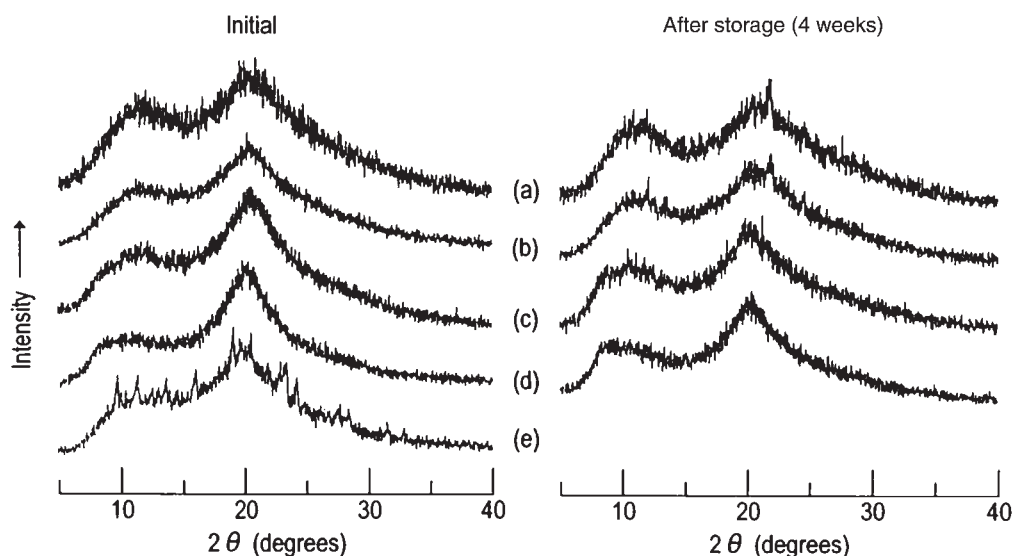 Initial
After storage (4 weeks)
Intensity →
(a)
(b)
(c)
(d)
(e)
10 20 30 40
2 θ (degrees)
10 20 30 40
2 θ (degrees)